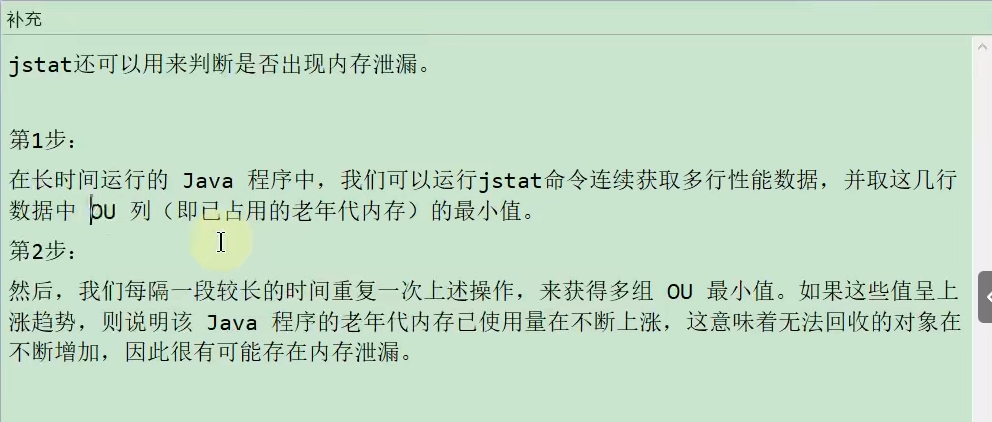 补充
jstat还可以用来判断是否出现内存泄漏。
第1步：
在长时间运行的 Java 程序中，我们可以运行jstat命令连续获取多行性能数据，并取这几行
数据中 OU 列（即已占用的老年代内存）的最小值。
第2步：
然后，我们每隔一段较长的时间重复一次上述操作，来获得多组 OU 最小值。如果这些值呈上
涨趋势，则说明该 Java 程序的老年代内存已使用量在不断上涨，这意味着无法回收的对象在
不断增加，因此很有可能存在内存泄漏。